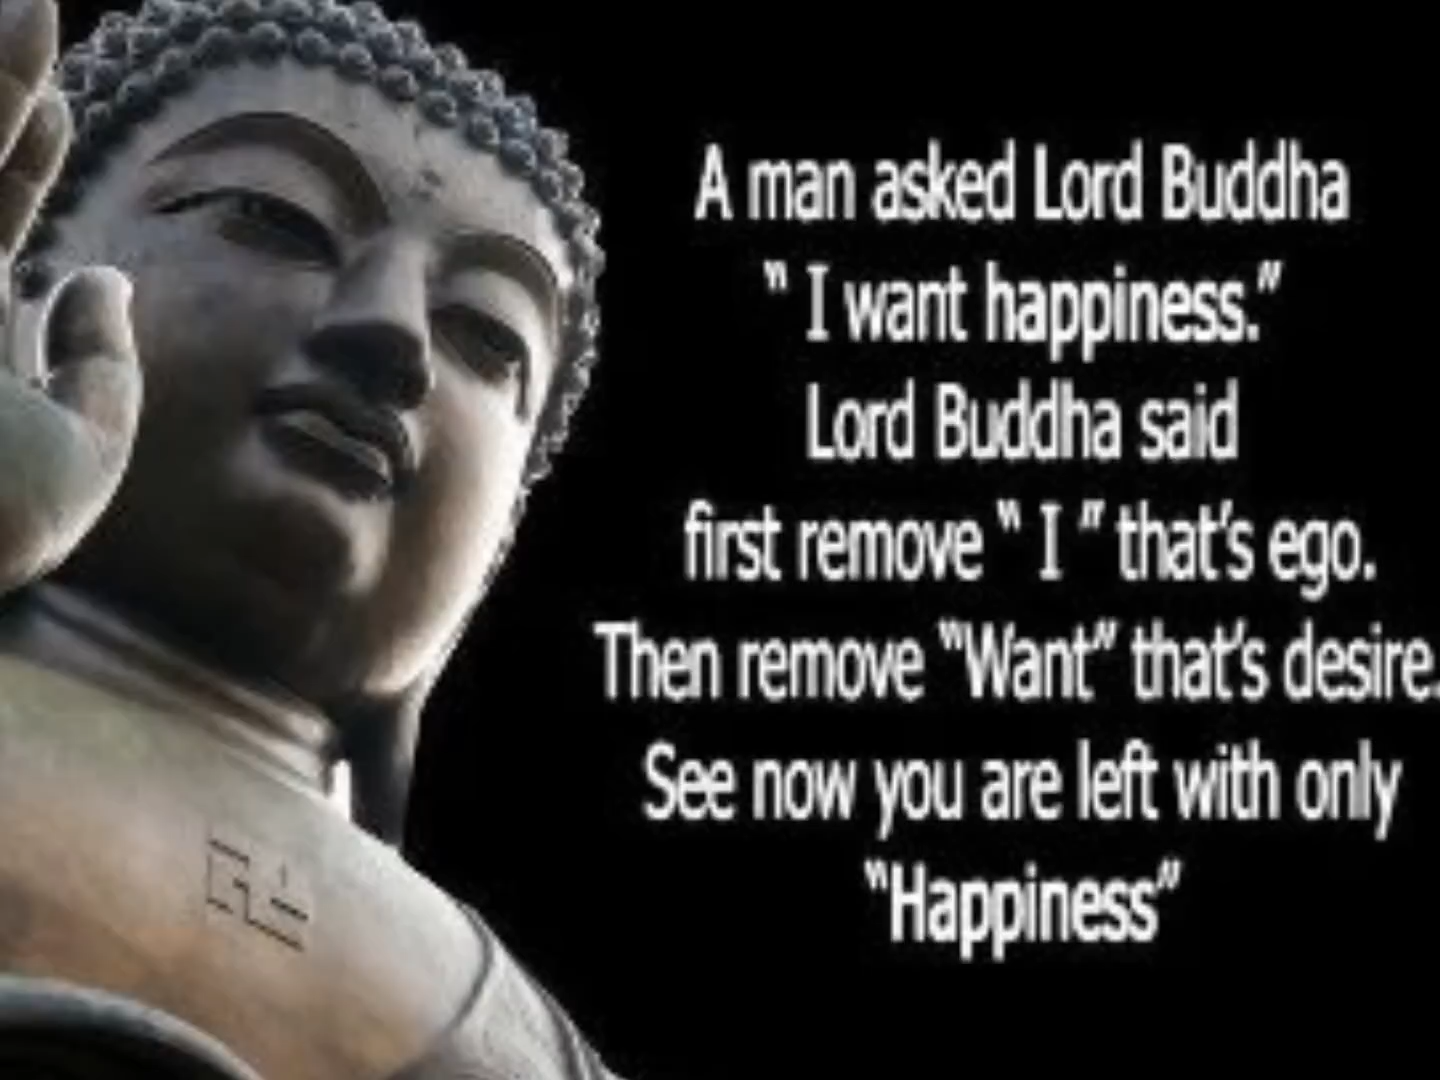 A man asked Lord Buddha
" I want happiness."
Lord Buddha said
first remove " I " that's ego.
Then remove "Want" that's desire.
See now you are left with only
"Happiness"